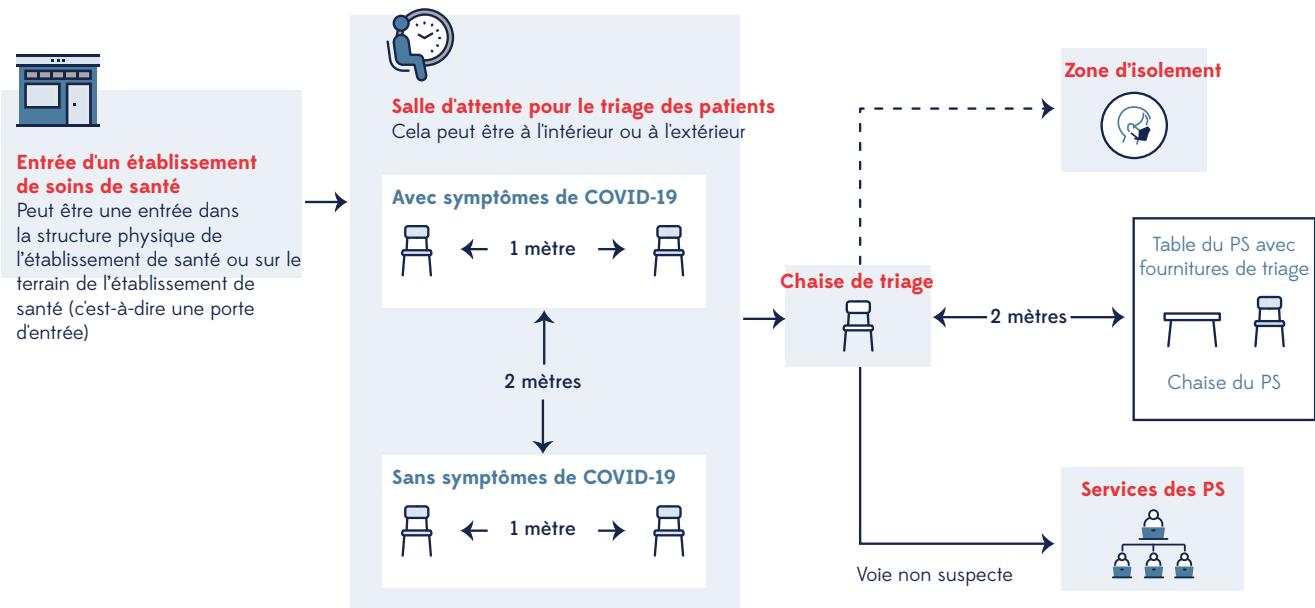 Entrée d'un établissement
de soins de santé
Peut être une entrée dans
la structure physique de
l'établissement de santé ou sur le
terrain de l'établissement de
santé (c'est-à-dire une porte
d'entrée)
Salle d'attente pour le triage des patients
Cela peut être à l'intérieur ou à l'extérieur
Avec symptômes de COVID-19
1 mètre
2 mètres
Sans symptômes de COVID-19
1 mètre
Chaise de triage
Zone d'isolement
2 mètres
Table du PS avec
fournitures de triage
Chaise du PS
Services des PS
Voie non suspecte